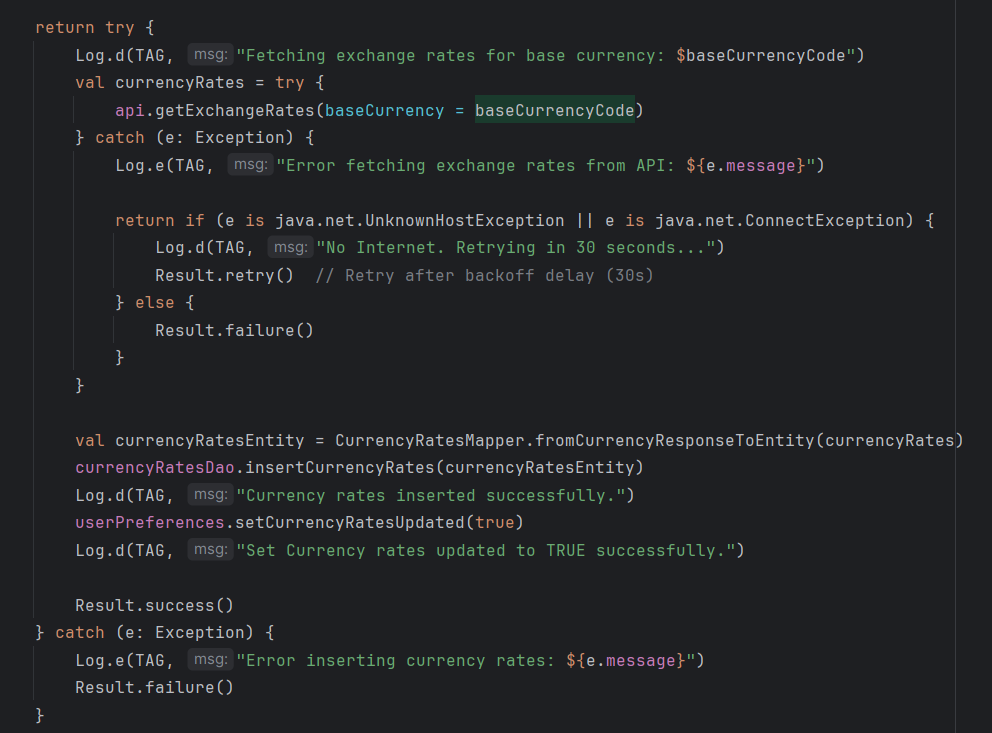 return try {
    Log.d(TAG, msg: "Fetching exchange rates for base currency: $baseCurrencyCode")
    val currencyRates = try {
        api.getExchangeRates(baseCurrency = baseCurrencyCode)
    } catch (e: Exception) {
        Log.e(TAG, msg: "Error fetching exchange rates from API: ${e.message}")

        return if (e is java.net.UnknownHostException || e is java.net.ConnectException) {
            Log.d(TAG, msg: "No Internet. Retrying in 30 seconds...")
            Result.retry()  // Retry after backoff delay (30s)
        } else {
            Result.failure()
        }
    }

    val currencyRatesEntity = CurrencyRatesMapper.fromCurrencyResponseToEntity(currencyRates)
    currencyRatesDao.insertCurrencyRates(currencyRatesEntity)
    Log.d(TAG, msg: "Currency rates inserted successfully.")
    userPreferences.setCurrencyRatesUpdated(true)
    Log.d(TAG, msg: "Set Currency rates updated to TRUE successfully.")

    Result.success()
} catch (e: Exception) {
    Log.e(TAG, msg: "Error inserting currency rates: ${e.message}")
    Result.failure()
}